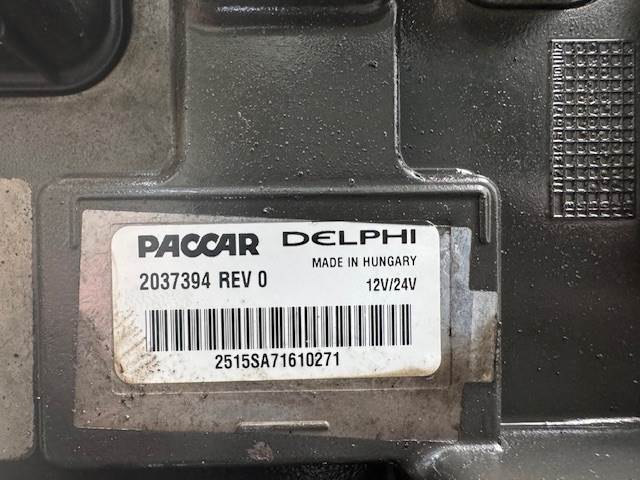 PACCAR DELPHI
MADE IN HUNGARY
2037394 REV 0
12V/24V
2515SA71610271